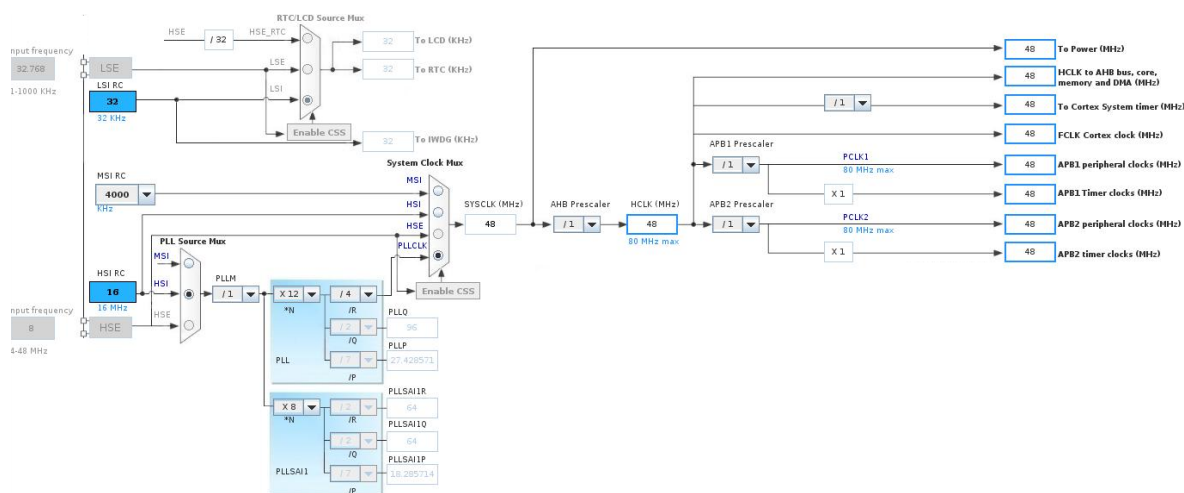 RTC/LCD Source Mux
HSE
/ 32
HSE_RTC
32
To LCD (KHz)
nput frequency
32.768
1-1000 KHz
LSE
LSE
32
To RTC (KHz)
LSI RC
32
32 KHz
LSI
Enable CSS
32
To IWDG (KHz)
System Clock Mux
MSI RC
4000
KHz
MSI
HSI
HSE
PLLCLK
Enable CSS
SYSCLK (MHz)
48
AHB Prescaler
/ 1
HCLK (MHz)
48
80 MHz max
48
To Power (MHz)
48
HCLK to AHB bus, core,
memory and DMA (MHz)
/ 1
48
To Cortex System timer (MHz)
48
FCLK Cortex clock (MHz)
APB1 Prescaler
/ 1
PCLK1
80 MHz max
48
APB1 peripheral clocks (MHz)
X 1
48
APB1 Timer clocks (MHz)
APB2 Prescaler
/ 1
PCLK2
80 MHz max
48
APB2 peripheral clocks (MHz)
X 1
48
APB2 timer clocks (MHz)
PLL Source Mux
MSI
HSI RC
16
16 MHz
HSI
HSE
nput frequency
8
4-48 MHz
HSE
PLLM
/ 1
X 12
*N
/ 4
/R
/ 2
/Q
/ 7
/P
PLL
PLLQ
96
PLLP
27.428571
X 8
*N
/ 2
/R
/ 2
/Q
/ 7
/P
PLLSAI1
PLLSAI1R
64
PLLSAI1Q
64
PLLSAI1P
18.285714